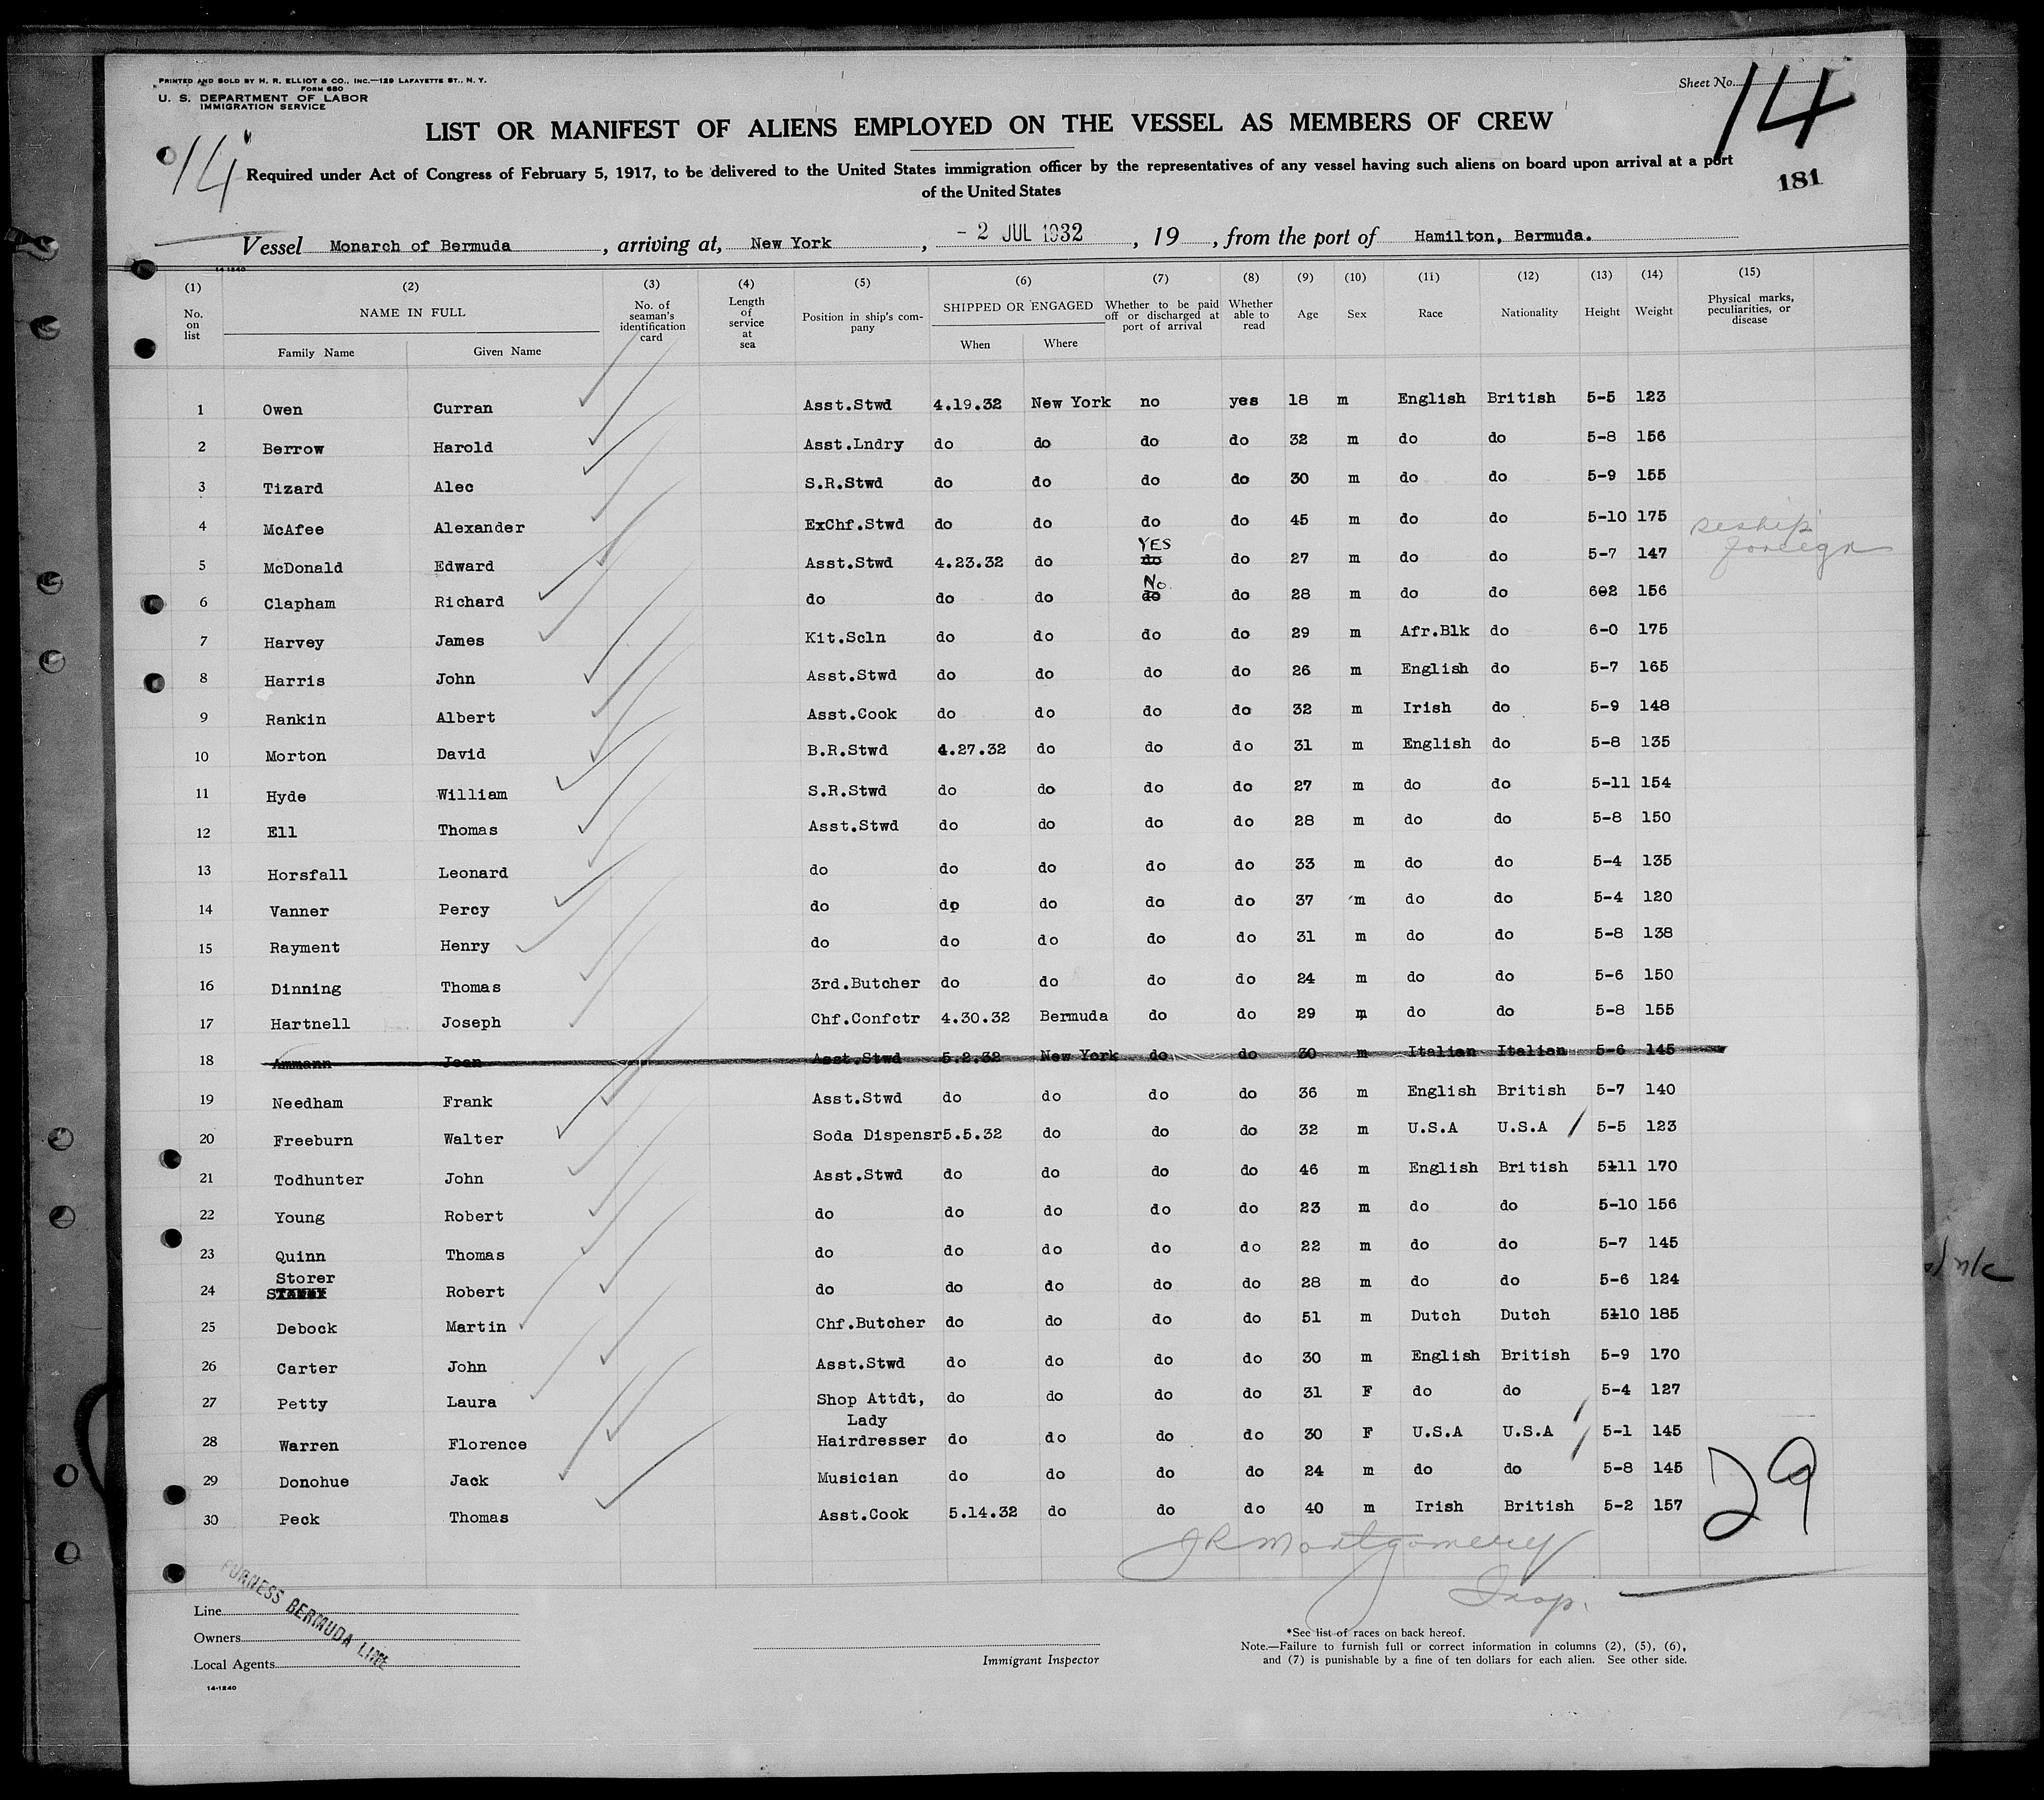 PRINTED AND SOLD BY H. R. ELLIOT & CO., INC.—129 LAFAYETTE ST., N. Y.
FORM 680
U. S. DEPARTMENT OF LABOR
IMMIGRATION SERVICE
Sheet No. 14
LIST OR MANIFEST OF ALIENS EMPLOYED ON THE VESSEL AS MEMBERS OF CREW
14
Required under Act of Congress of February 5, 1917, to be delivered to the United States immigration officer by the representatives of any vessel having such aliens on board upon arrival at a port
of the United States
181
Vessel Monarch of Bermuda, arriving at, New York, - 2 JUL 1932, 19, from the port of Hamilton, Bermuda.
14-1240
(1) (2) (3) (4) (5) (6) (7) (8) (9) (10) (11) (12) (13) (14) (15)
No. on list NAME IN FULL Family Name Given Name No. of seaman's identification card Length of service at sea Position in ship's company SHIPPED OR ENGAGED When Where Whether to be paid off or discharged at port of arrival Whether able to read Age Sex Race Nationality Height Weight Physical marks, peculiarities, or disease
1 Owen Curran Asst.Stwd 4.19.32 New York no yes 18 m English British 5-5 123
2 Berrow Harold Asst.Lndry do do do do 32 m do do 5-8 156
3 Tizard Alec S.R.Stwd do do do do 30 m do do 5-9 155
4 McAfee Alexander ExChf.Stwd do do do do 45 m do do 5-10 175 reship foreign
5 McDonald Edward Asst.Stwd 4.23.32 do YES do do 27 m do do 5-7 147
6 Clapham Richard do do do No. do do 28 m do do 602 156
7 Harvey James Kit.Scln do do do do 29 m Afr.Blk do 6-0 175
8 Harris John Asst.Stwd do do do do 26 m English do 5-7 165
9 Rankin Albert Asst.Cook do do do do 32 m Irish do 5-9 148
10 Morton David B.R.Stwd 4.27.32 do do do 31 m English do 5-8 135
11 Hyde William S.R.Stwd do do do do 27 m do do 5-11 154
12 Ell Thomas Asst.Stwd do do do do 28 m do do 5-8 150
13 Horsfall Leonard do do do do do 33 m do do 5-4 135
14 Vanner Percy do dp do do do 37 m do do 5-4 120
15 Rayment Henry do do do do do 31 m do do 5-8 138
16 Dinning Thomas 3rd.Butcher do do do do 24 m do do 5-6 150
17 Hartnell Joseph Chf.Confctr 4.30.32 Bermuda do do 29 m do do 5-8 155
18 Ammann Jean Asst.Stwd 5.2.32 New York do do 30 m Italian Italian 5-6 145
19 Needham Frank Asst.Stwd do do do do 36 m English British 5-7 140
20 Freeburn Walter Soda Dispensr 5.5.32 do do do 32 m U.S.A U.S.A 5-5 123
21 Todhunter John Asst.Stwd do do do do 46 m English British 5111 170
22 Young Robert do do do do do 23 m do do 5-10 156
23 Quinn Thomas do do do do do 22 m do do 5-7 145
Storer
24 Robert do do do do do 28 m do do 5-6 124
25 Debock Martin Chf.Butcher do do do do 51 m Dutch Dutch 5110 185
26 Carter John Asst.Stwd do do do do 30 m English British 5-9 170
27 Petty Laura Shop Attdt, do do do do 31 F do do 5-4 127
Lady
28 Warren Florence Hairdresser do do do do 30 F U.S.A U.S.A 5-1 145
29 Donohue Jack Musician do do do do 24 m do do 5-8 145
30 Peck Thomas Asst.Cook 5.14.32 do do do 40 m Irish British 5-2 157
29
JR Montgomery
Insp.
FURNESS BERMUDA LINE
Line
Owners
Local Agents
14-1240
Immigrant Inspector
*See list of races on back hereof.
Note.—Failure to furnish full or correct information in columns (2), (5), (6),
and (7) is punishable by a fine of ten dollars for each alien. See other side.